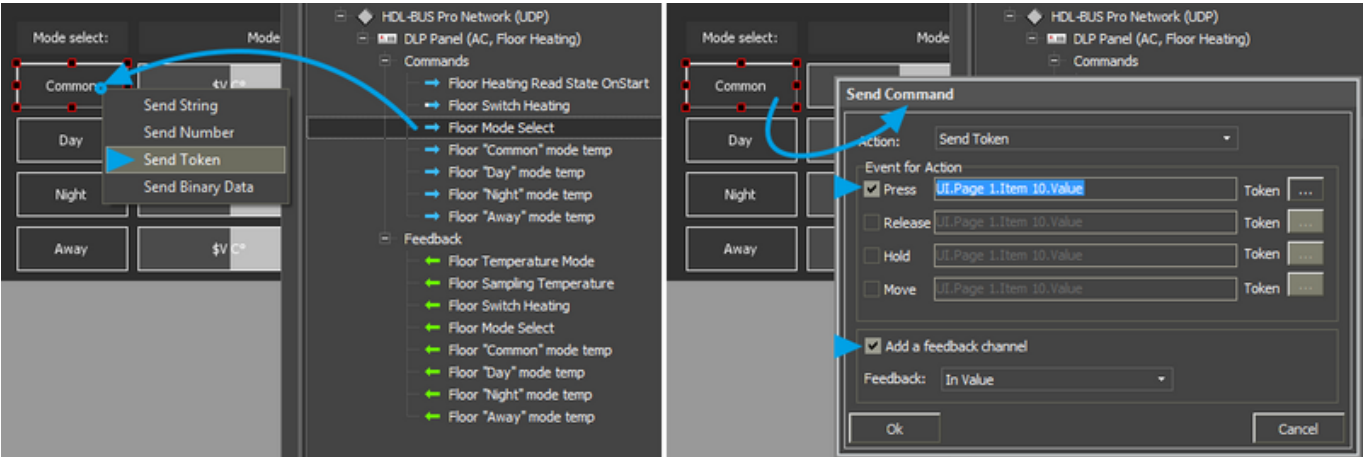 Mode select:
Mode
Common
$V C°
Day
Night
Away
$V C°
Send String
Send Number
Send Token
Send Binary Data
HDL-BUS Pro Network (UDP)
DLP Panel (AC, Floor Heating)
Commands
Floor Heating Read State OnStart
Floor Switch Heating
Floor Mode Select
Floor "Common" mode temp
Floor "Day" mode temp
Floor "Night" mode temp
Floor "Away" mode temp
Feedback
Floor Temperature Mode
Floor Sampling Temperature
Floor Switch Heating
Floor Mode Select
Floor "Common" mode temp
Floor "Day" mode temp
Floor "Night" mode temp
Floor "Away" mode temp
Mode select:
Mode
Common
Day
Night
Away
HDL-BUS Pro Network (UDP)
DLP Panel (AC, Floor Heating)
Commands
Send Command
Action: Send Token
Event for Action
Press UI.Page 1.Item 10.Value Token ...
Release UI.Page 1.Item 10.Value Token ...
Hold UI.Page 1.Item 10.Value Token ...
Move UI.Page 1.Item 10.Value Token ...
Add a feedback channel
Feedback: In Value
Ok Cancel